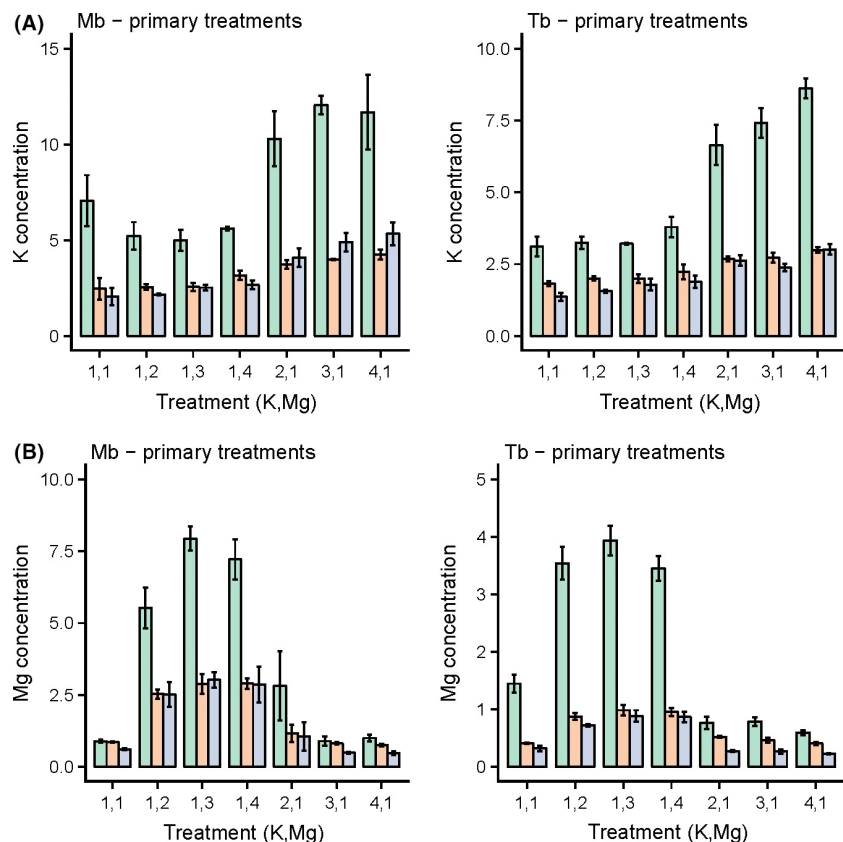 (A) Mb − primary treatments
Tb − primary treatments
K concentration
15
10
5
0
1,1 1,2 1,3 1,4 2,1 3,1 4,1
Treatment (K,Mg)
K concentration
10.0
7.5
5.0
2.5
0.0
1,1 1,2 1,3 1,4 2,1 3,1 4,1
Treatment (K,Mg)
(B) Mb − primary treatments
Tb − primary treatments
Mg concentration
10.0
7.5
5.0
2.5
0.0
1,1 1,2 1,3 1,4 2,1 3,1 4,1
Treatment (K,Mg)
Mg concentration
5
4
3
2
1
0
1,1 1,2 1,3 1,4 2,1 3,1 4,1
Treatment (K,Mg)